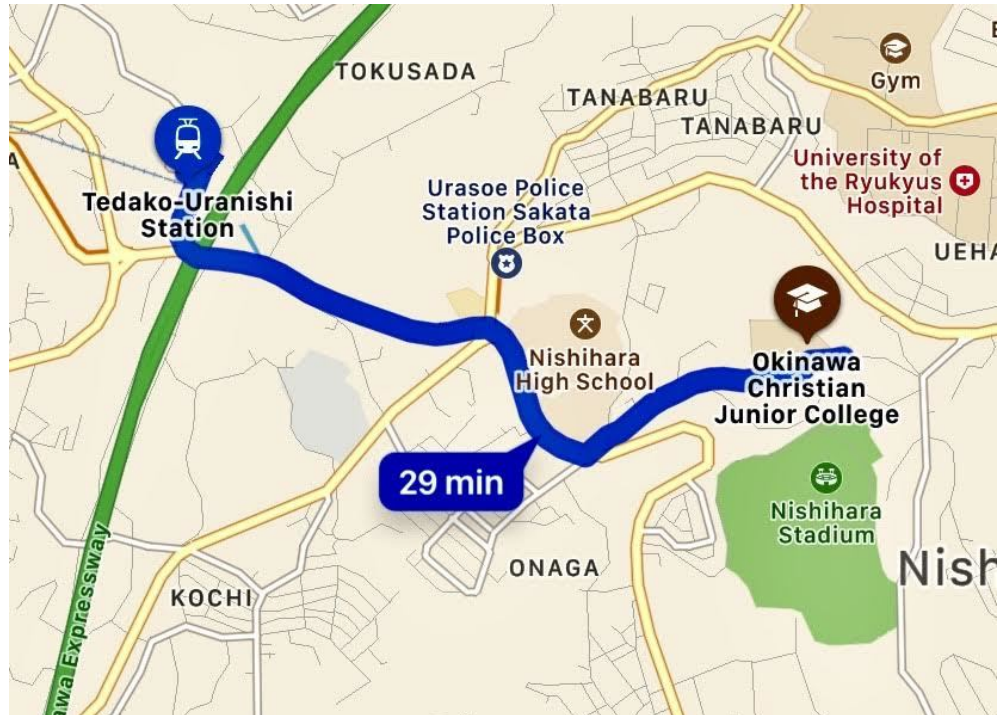 TOKUSADA
TANABARU
TANABARU
Gym
University of
the Ryukyus
Hospital
Tedako-Uranishi
Station
Urasoe Police
Station Sakata
Police Box
UEHA
Nishihara
High School
Okinawa
Christian
Junior College
29 min
Nishihara
Stadium
ONAGA
Nish
KOCHI
wa Expressway